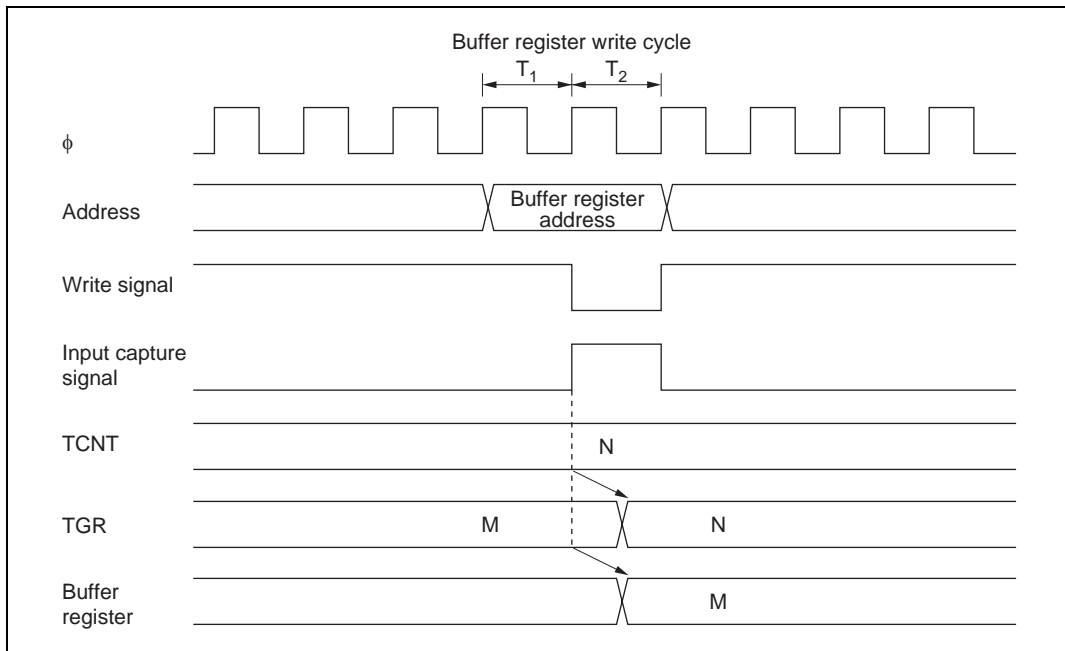 Buffer register write cycle
T₁ T₂
ϕ
Address
Buffer register
address
Write signal
Input capture
signal
TCNT
N
TGR
M N
Buffer
register
M